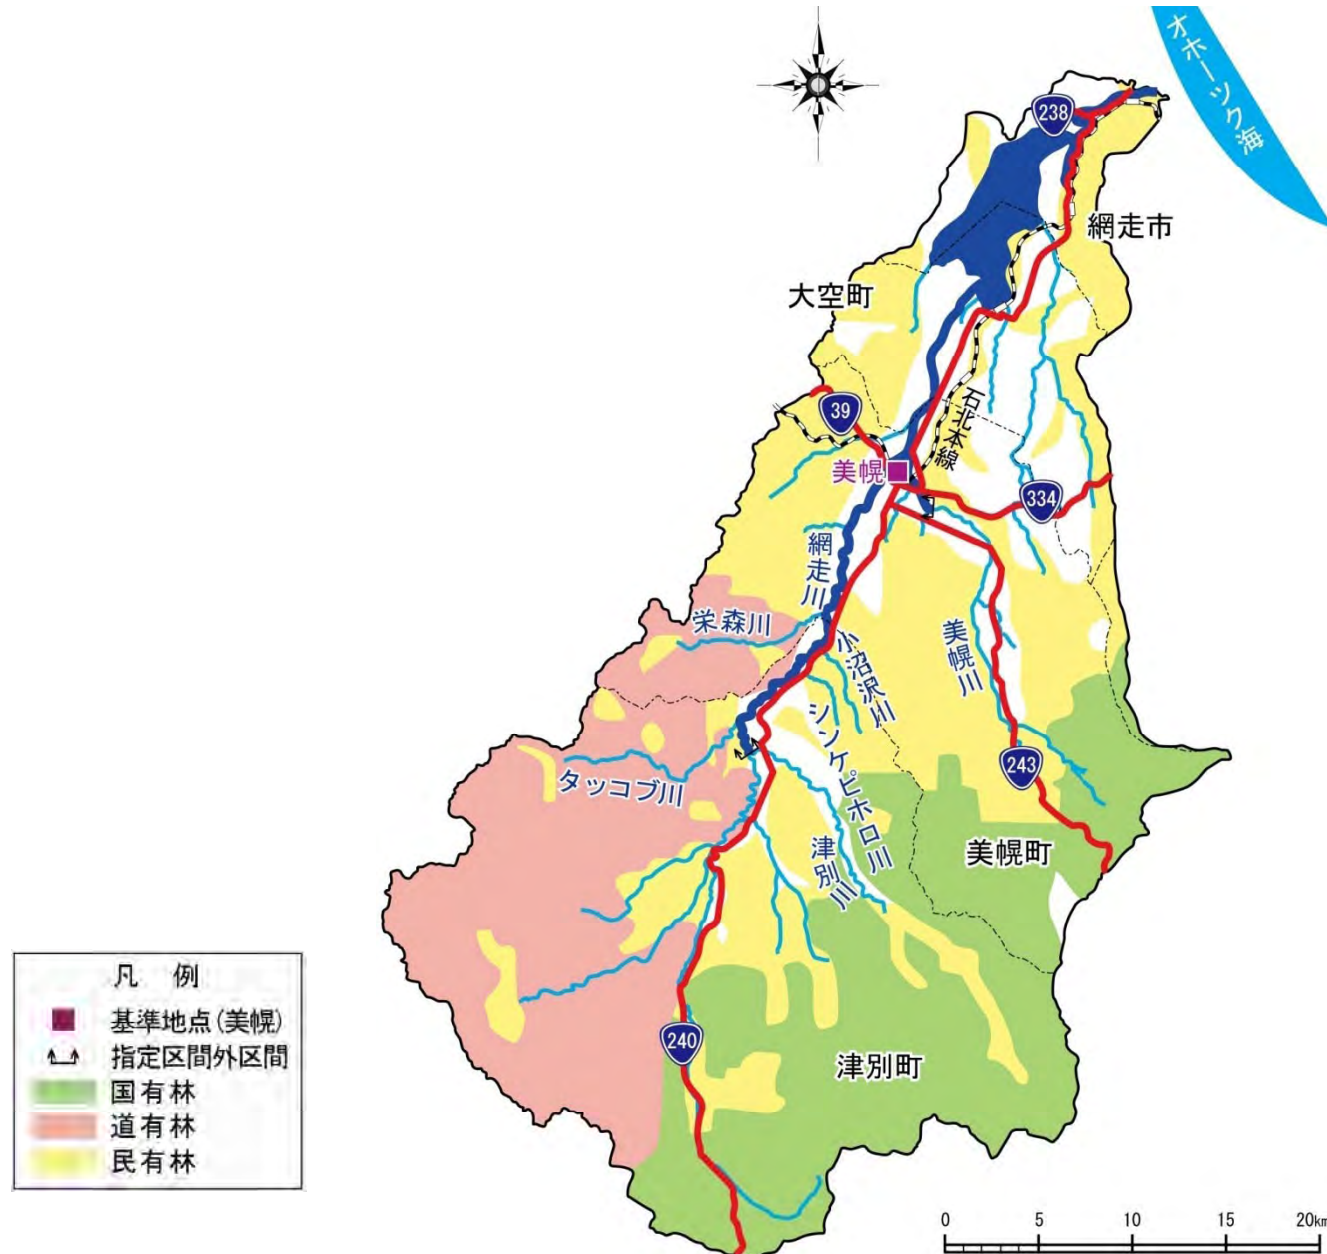 オホーツク海
238
網走市
大空町
39
石北本線
美幌
334
網走川
栄森川
小沼沢川
美幌川
シンケピホロ川
タッコブ川
243
津別川
美幌町
240
津別町
凡 例
基準地点(美幌)
指定区間外区間
国有林
道有林
民有林
0 5 10 15 20km